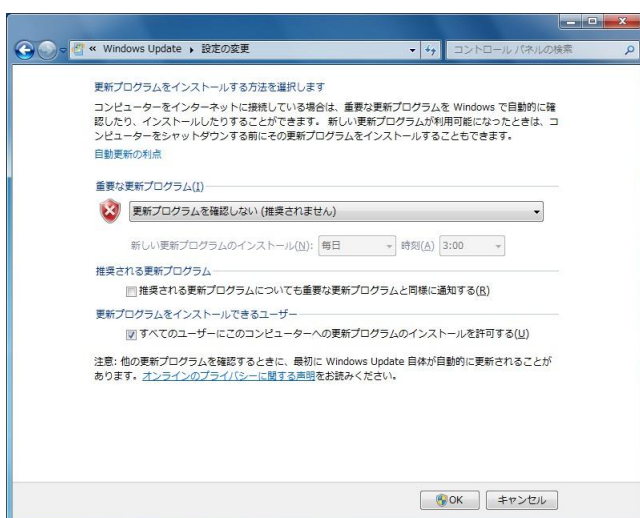 « Windows Update ▸ 設定の変更
コントロール パネルの検索
更新プログラムをインストールする方法を選択します
コンピューターをインターネットに接続している場合は、重要な更新プログラムを Windows で自動的に確
認したり、インストールしたりすることができます。 新しい更新プログラムが利用可能になったときは、コ
ンピューターをシャットダウンする前にその更新プログラムをインストールすることもできます。
自動更新の利点
重要な更新プログラム(I)
更新プログラムを確認しない (推奨されません)
新しい更新プログラムのインストール(N): 毎日 時刻(A) 3:00
推奨される更新プログラム
推奨される更新プログラムについても重要な更新プログラムと同様に通知する(R)
更新プログラムをインストールできるユーザー
すべてのユーザーにこのコンピューターへの更新プログラムのインストールを許可する(U)
注意: 他の更新プログラムを確認するときに、最初に Windows Update 自体が自動的に更新されることが
あります。オンラインのプライバシーに関する声明をお読みください。
OK キャンセル